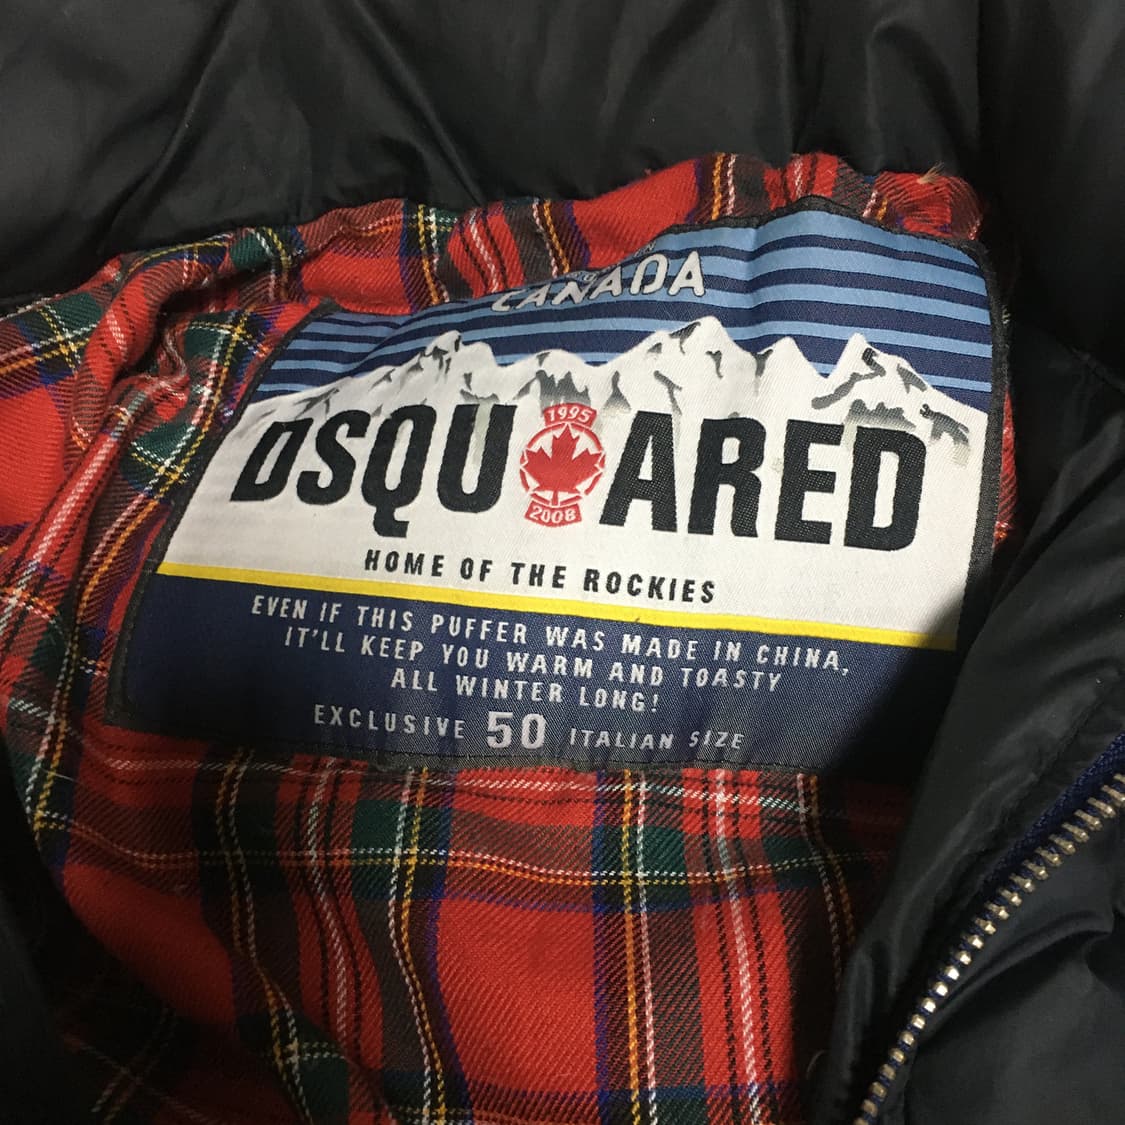 CANADA
1995
DSQU ARED
2008
HOME OF THE ROCKIES
EVEN IF THIS PUFFER WAS MADE IN CHINA,
IT'LL KEEP YOU WARM AND TOASTY
ALL WINTER LONG!
EXCLUSIVE 50 ITALIAN SIZE